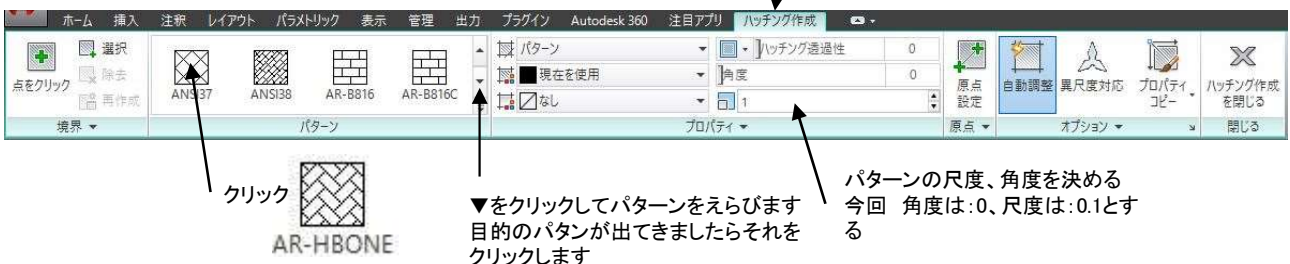 ホーム 挿入 注釈 レイアウト パラメトリック 表示 管理 出力 プラグイン Autodesk 360 注目アプリ ハッチング作成
点をクリック
選択
除去
再作成
境界 ▼
ANSI37 ANSI38 AR-B816 AR-B816C
パターン
パターン
現在を使用
なし
ハッチング透過性 0
角度 0
1
プロパティ ▼
原点
設定
原点 ▼
自動調整 異尺度対応 プロパティ
コピー
オプション ▼
ハッチング作成
を閉じる
閉じる
クリック
AR-HBONE
▼をクリックしてパターンをえらびます
目的のパタンが出てきましたらそれを
クリックします
パターンの尺度、角度を決める
今回 角度は:0、尺度は:0.1とす
る